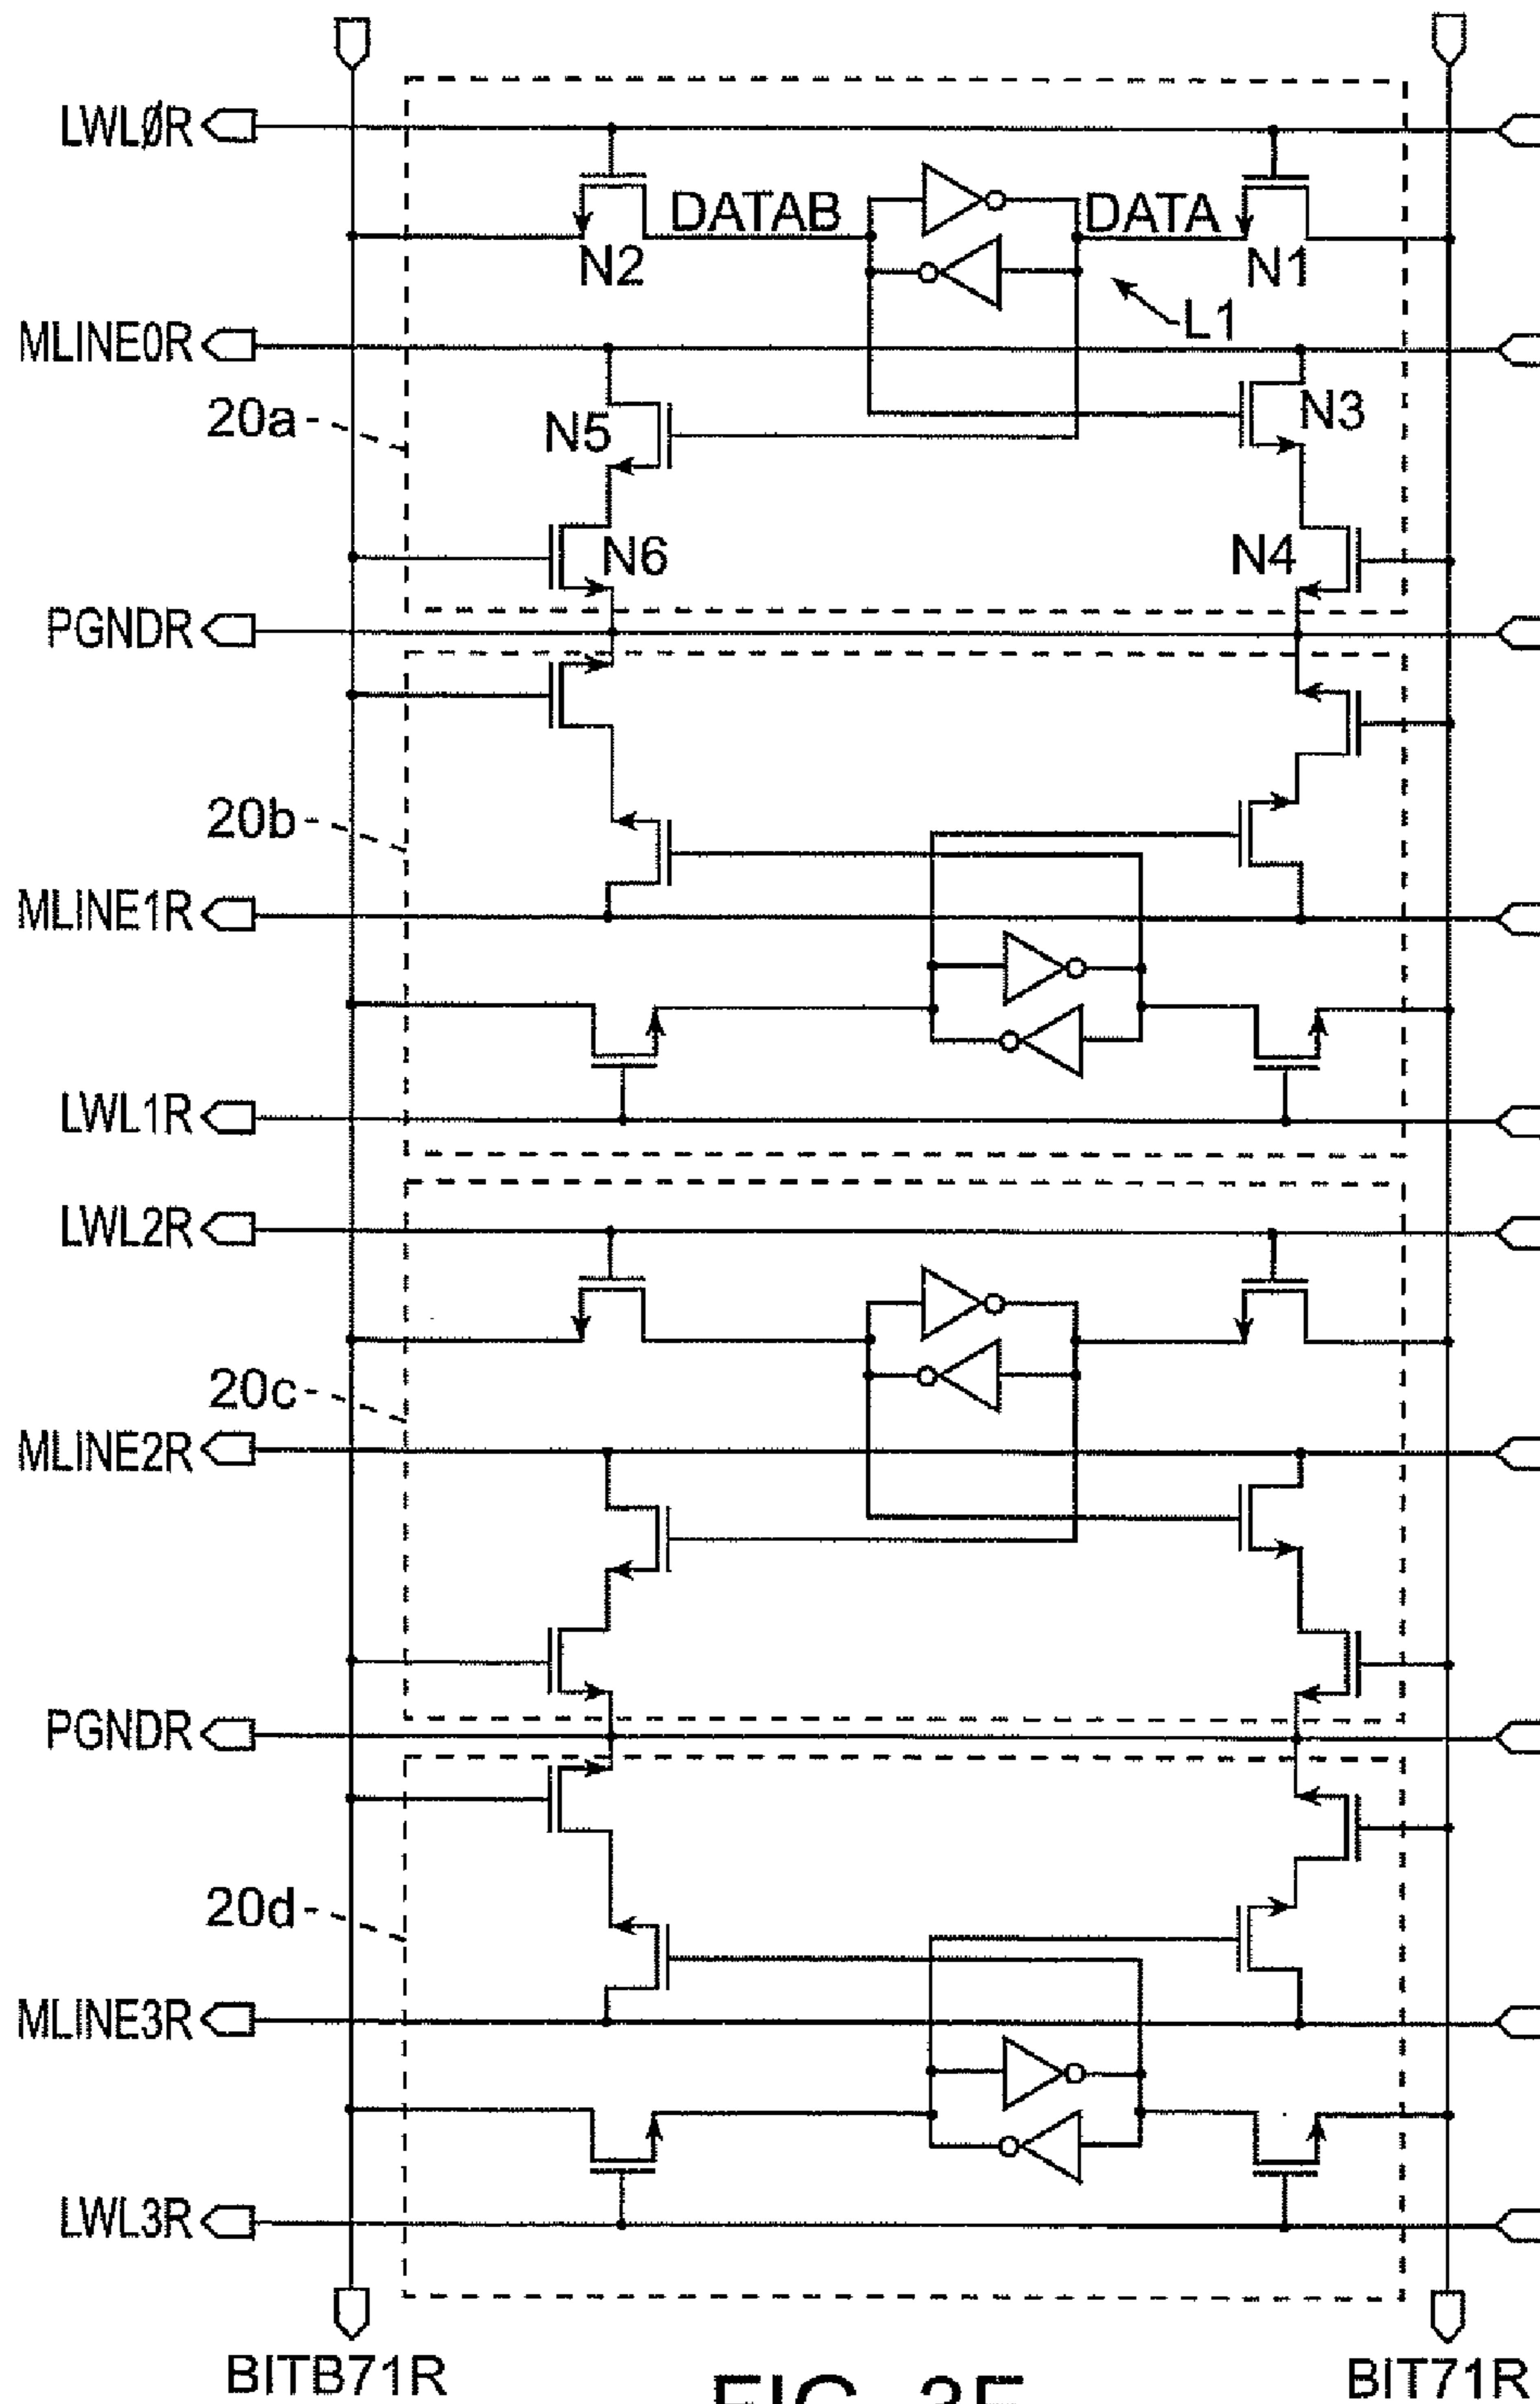 LWLØR
DATAB
DATA
N2
N1
L1
MLINE0R
20a
N5
N3
N6
N4
PGNDR
20b
MLINE1R
LWL1R
LWL2R
20c
MLINE2R
PGNDR
20d
MLINE3R
LWL3R
BITB71R
BIT71R